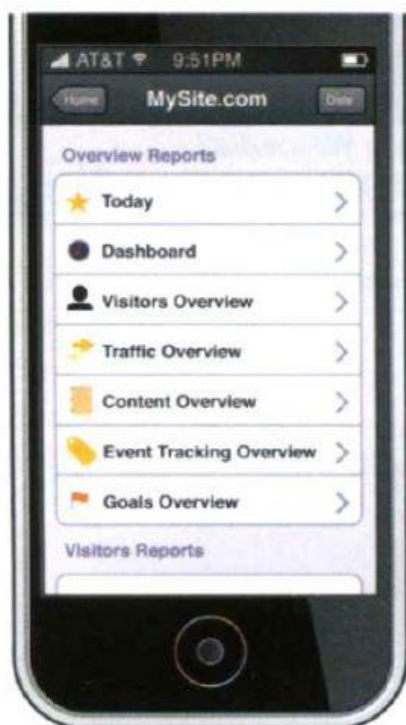 AT&T 9:51PM
Home MySite.com Date
Overview Reports
Today
Dashboard
Visitors Overview
Traffic Overview
Content Overview
Event Tracking Overview
Goals Overview
Visitors Reports